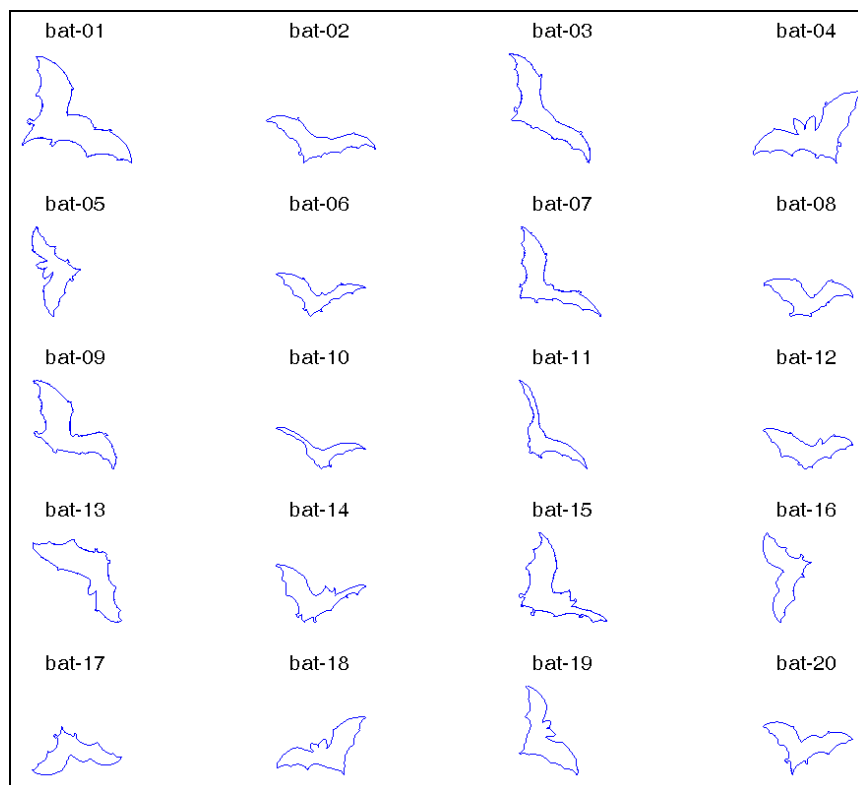 bat-01 bat-02 bat-03 bat-04
bat-05 bat-06 bat-07 bat-08
bat-09 bat-10 bat-11 bat-12
bat-13 bat-14 bat-15 bat-16
bat-17 bat-18 bat-19 bat-20